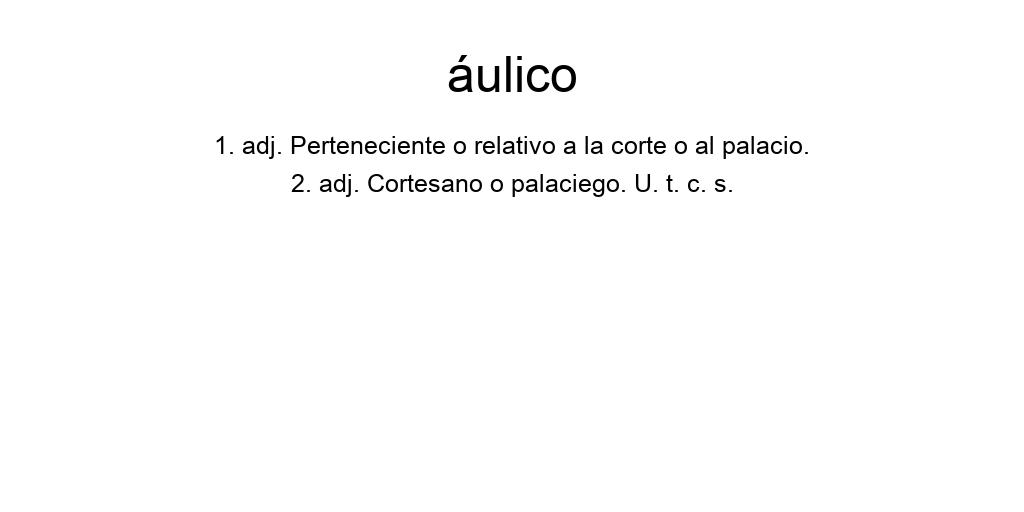 áulico
1. adj. Perteneciente o relativo a la corte o al palacio.
2. adj. Cortesano o palaciego. U. t. c. s.